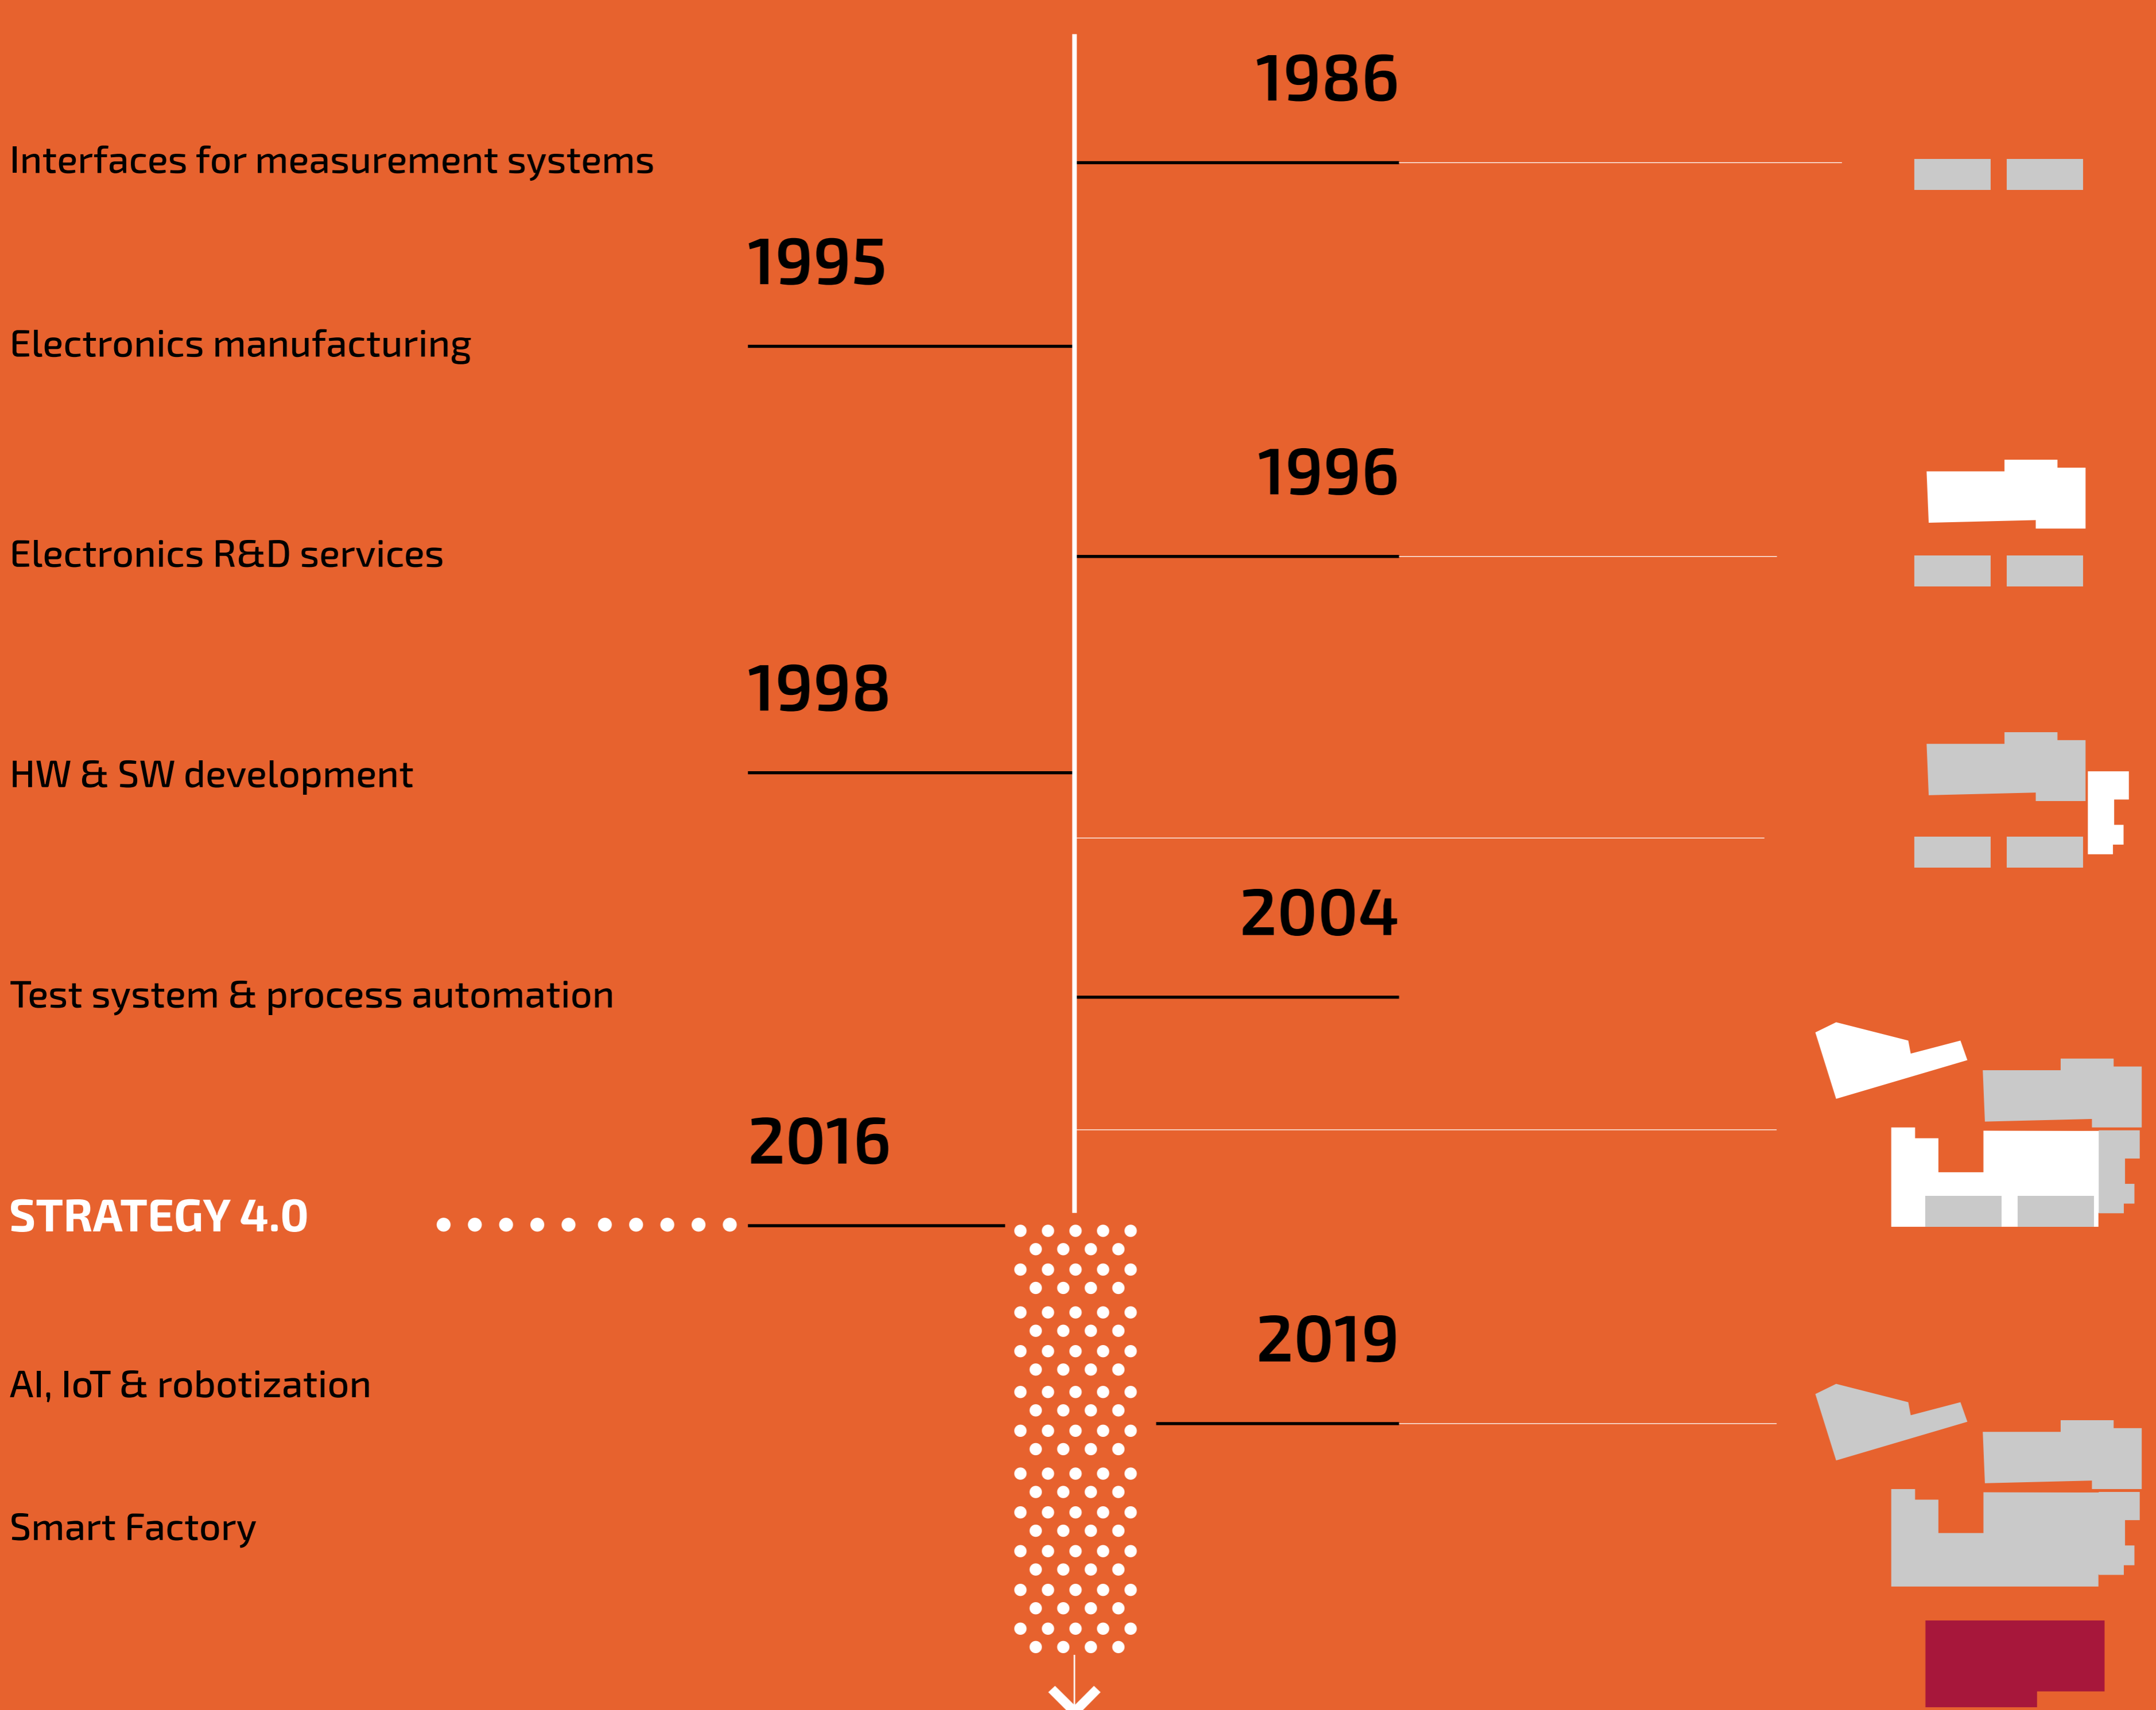 1986
Interfaces for measurement systems
1995
Electronics manufacturing
1996
Electronics R&D services
1998
HW & SW development
2004
Test system & process automation
2016
STRATEGY 4.0
2019
AI, IoT & robotization
Smart Factory